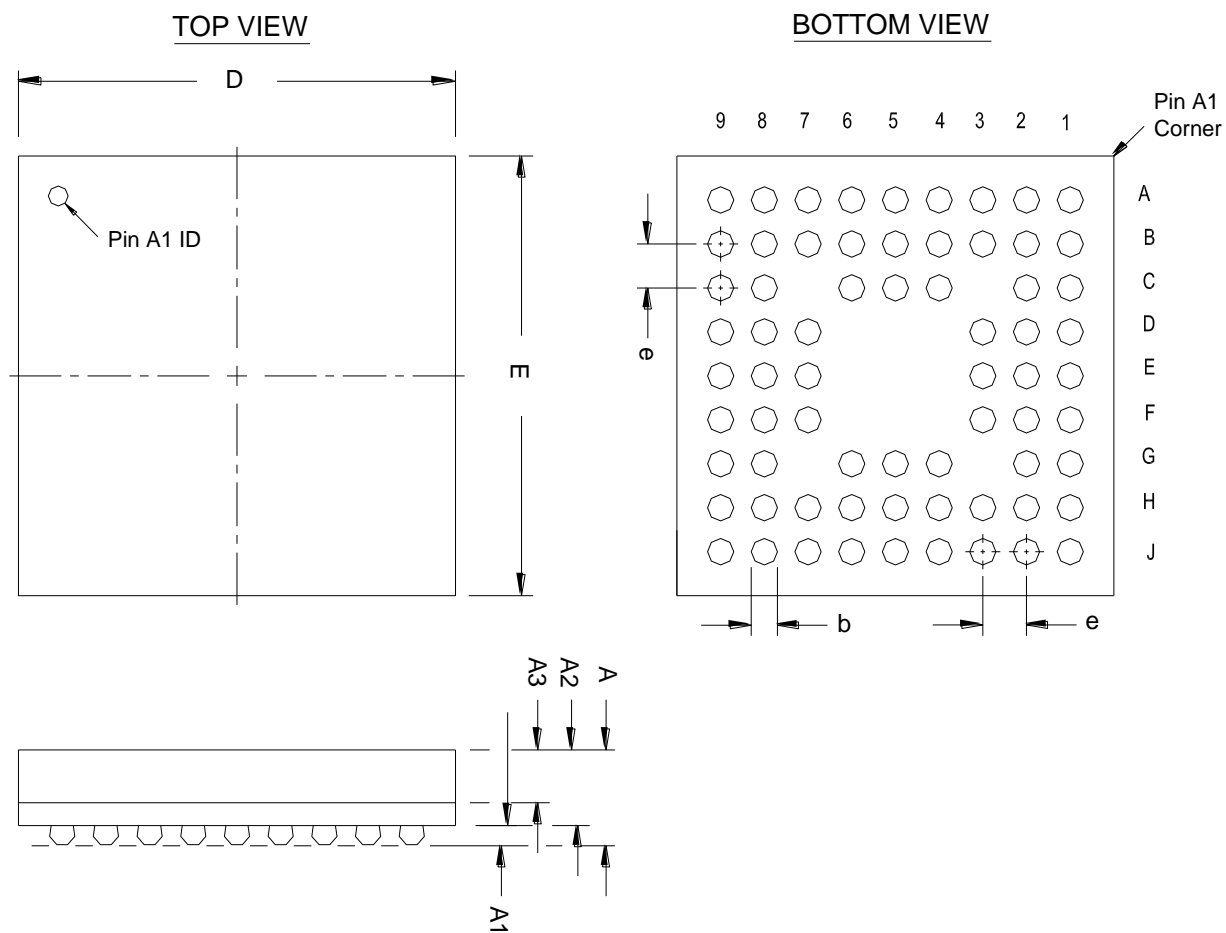 TOP VIEW
BOTTOM VIEW
D
Pin A1
Corner
9 8 7 6 5 4 3 2 1
A
Pin A1 ID
B
C
D
e
E
E
F
G
H
J
b
e
A3
A2
A
A1